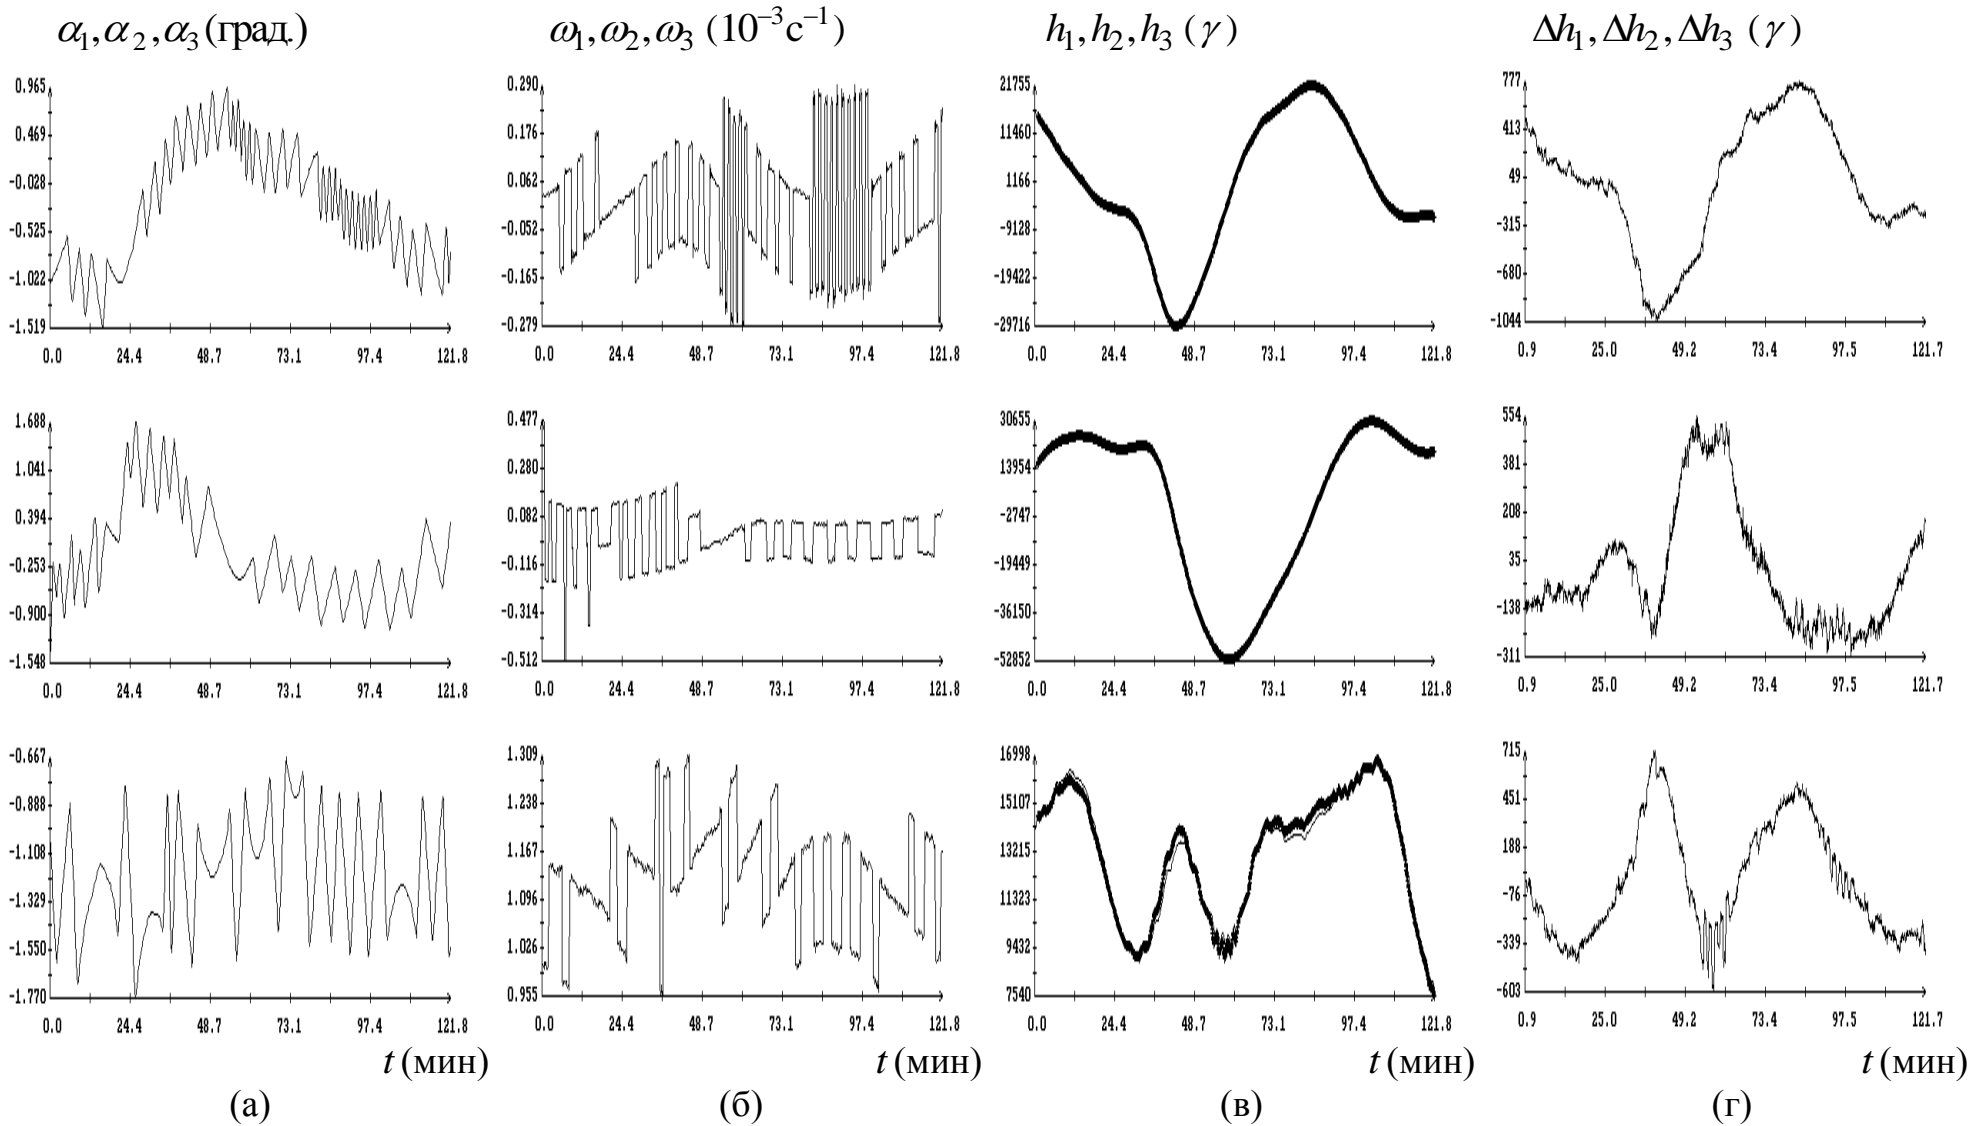 α₁, α₂, α₃ (град.) ω₁, ω₂, ω₃ (10⁻³ c⁻¹) h₁, h₂, h₃ (γ) Δh₁, Δh₂, Δh₃ (γ)
0.965 0.290 21755 777
0.469 0.176 11460 413
-0.028 0.062 1166 49
-0.525 -0.052 -9128 -315
-1.022 -0.165 -19422 -680
-1.519 -0.279 -29716 -1044
0.0 24.4 48.7 73.1 97.4 121.8 0.0 24.4 48.7 73.1 97.4 121.8 0.0 24.4 48.7 73.1 97.4 121.8 0.9 25.0 49.2 73.4 97.5 121.7
1.688 0.477 30655 554
1.041 0.280 13954 381
0.394 0.082 -2747 208
-0.253 -0.116 -19449 35
-0.900 -0.314 -36150 -138
-1.548 -0.512 -52852 -311
0.0 24.4 48.7 73.1 97.4 121.8 0.0 24.4 48.7 73.1 97.4 121.8 0.0 24.4 48.7 73.1 97.4 121.8 0.9 25.0 49.2 73.4 97.5 121.7
-0.667 1.309 16998 715
-0.888 1.238 15107 451
-1.108 1.167 13215 188
-1.329 1.096 11323 -76
-1.550 1.026 9432 -339
-1.770 0.955 7540 -603
0.0 24.4 48.7 73.1 97.4 121.8 0.0 24.4 48.7 73.1 97.4 121.8 0.0 24.4 48.7 73.1 97.4 121.8 0.9 25.0 49.2 73.4 97.5 121.7
t (мин) t (мин) t (мин) t (мин)
(а) (б) (в) (г)